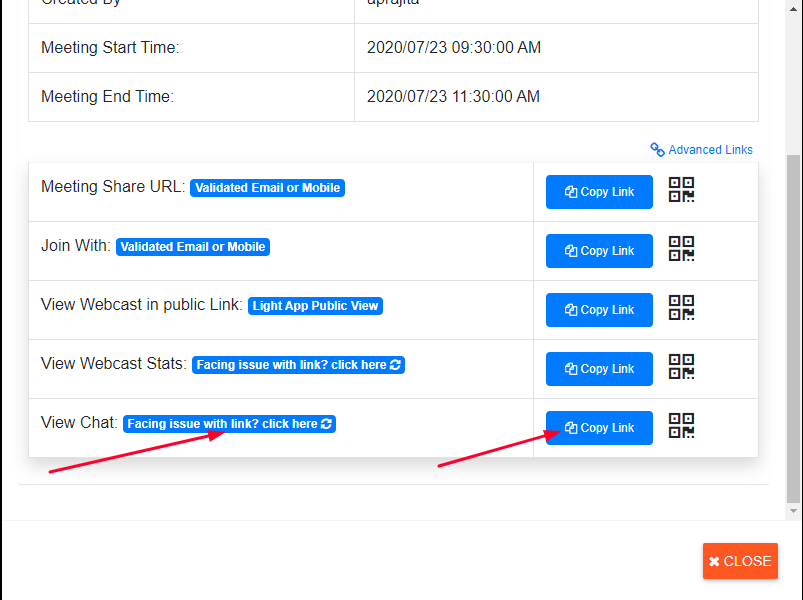 Created By aprajita
Meeting Start Time: 2020/07/23 09:30:00 AM
Meeting End Time: 2020/07/23 11:30:00 AM
Advanced Links
Meeting Share URL: Validated Email or Mobile Copy Link
Join With: Validated Email or Mobile Copy Link
View Webcast in public Link: Light App Public View Copy Link
View Webcast Stats: Facing issue with link? click here Copy Link
View Chat: Facing issue with link? click here Copy Link
CLOSE